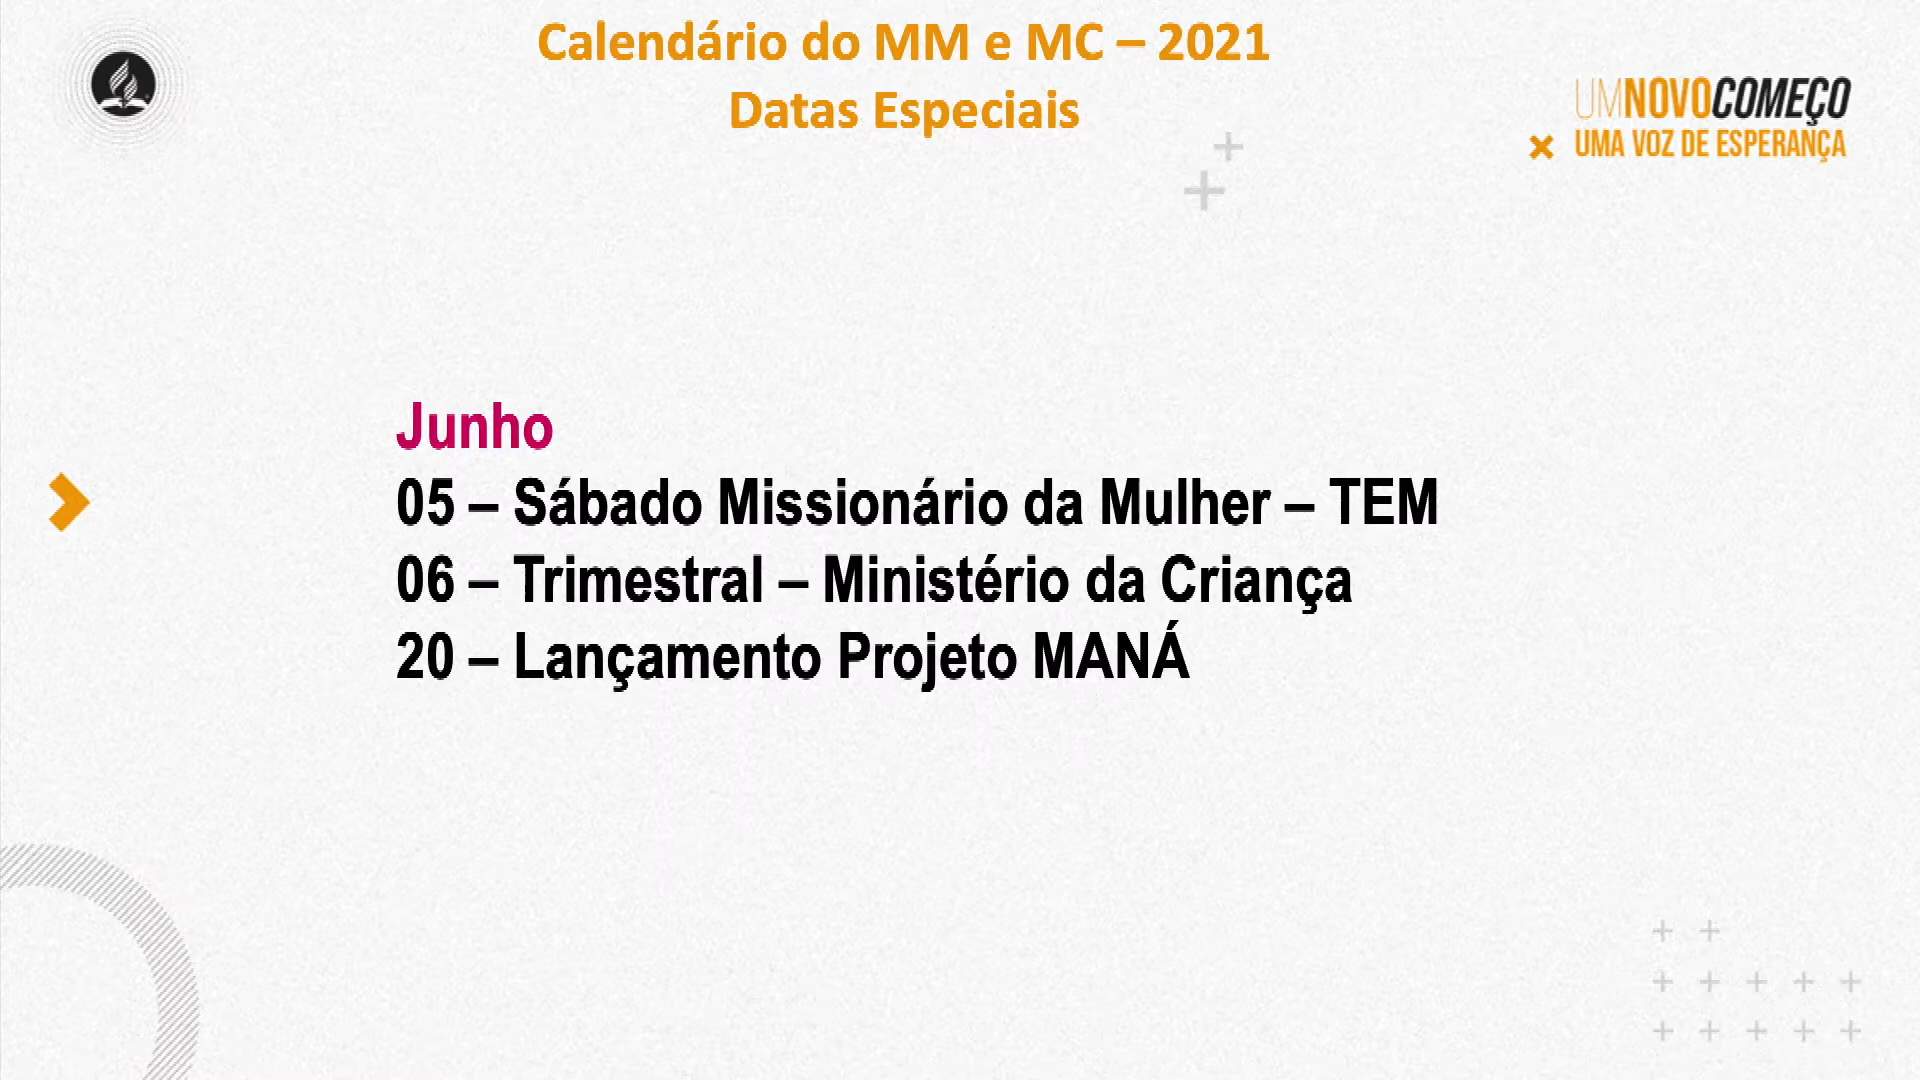 Calendário do MM e MC – 2021
Datas Especiais
UMNOVOCOMEÇO
UMA VOZ DE ESPERANÇA
Junho
05 – Sábado Missionário da Mulher – TEM
06 – Trimestral – Ministério da Criança
20 – Lançamento Projeto MANÁ